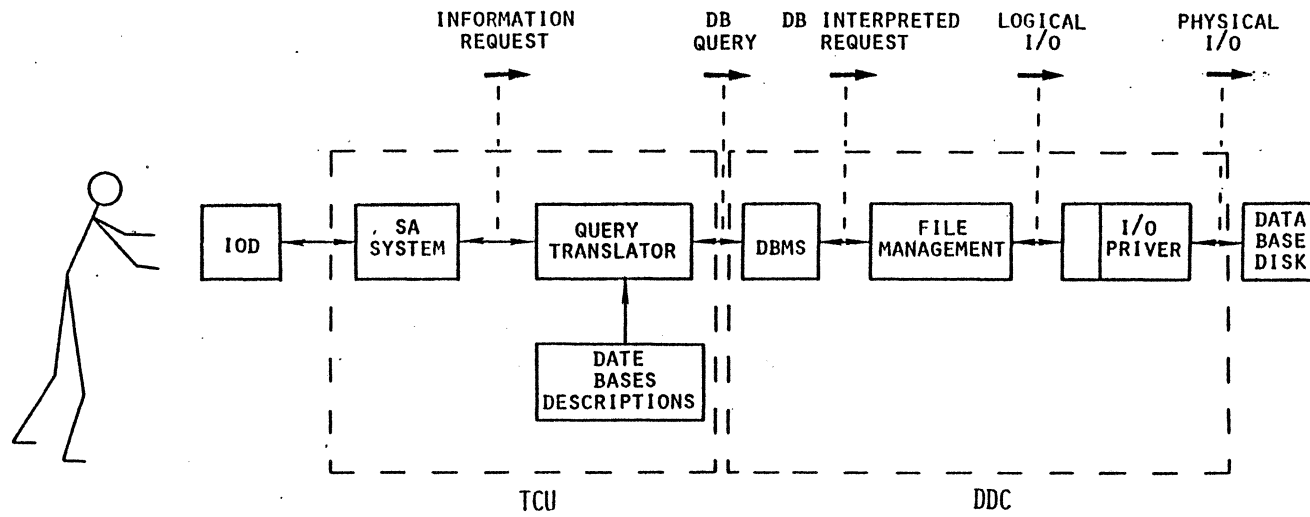 INFORMATION
REQUEST
DB
QUERY
DB INTERPRETED
REQUEST
LOGICAL
I/O
PHYSICAL
I/O
IOD
SA
SYSTEM
QUERY
TRANSLATOR
DBMS
FILE
MANAGEMENT
I/O
PRIVER
DATA
BASE
DISK
DATE
BASES
DESCRIPTIONS
TCU
DDC